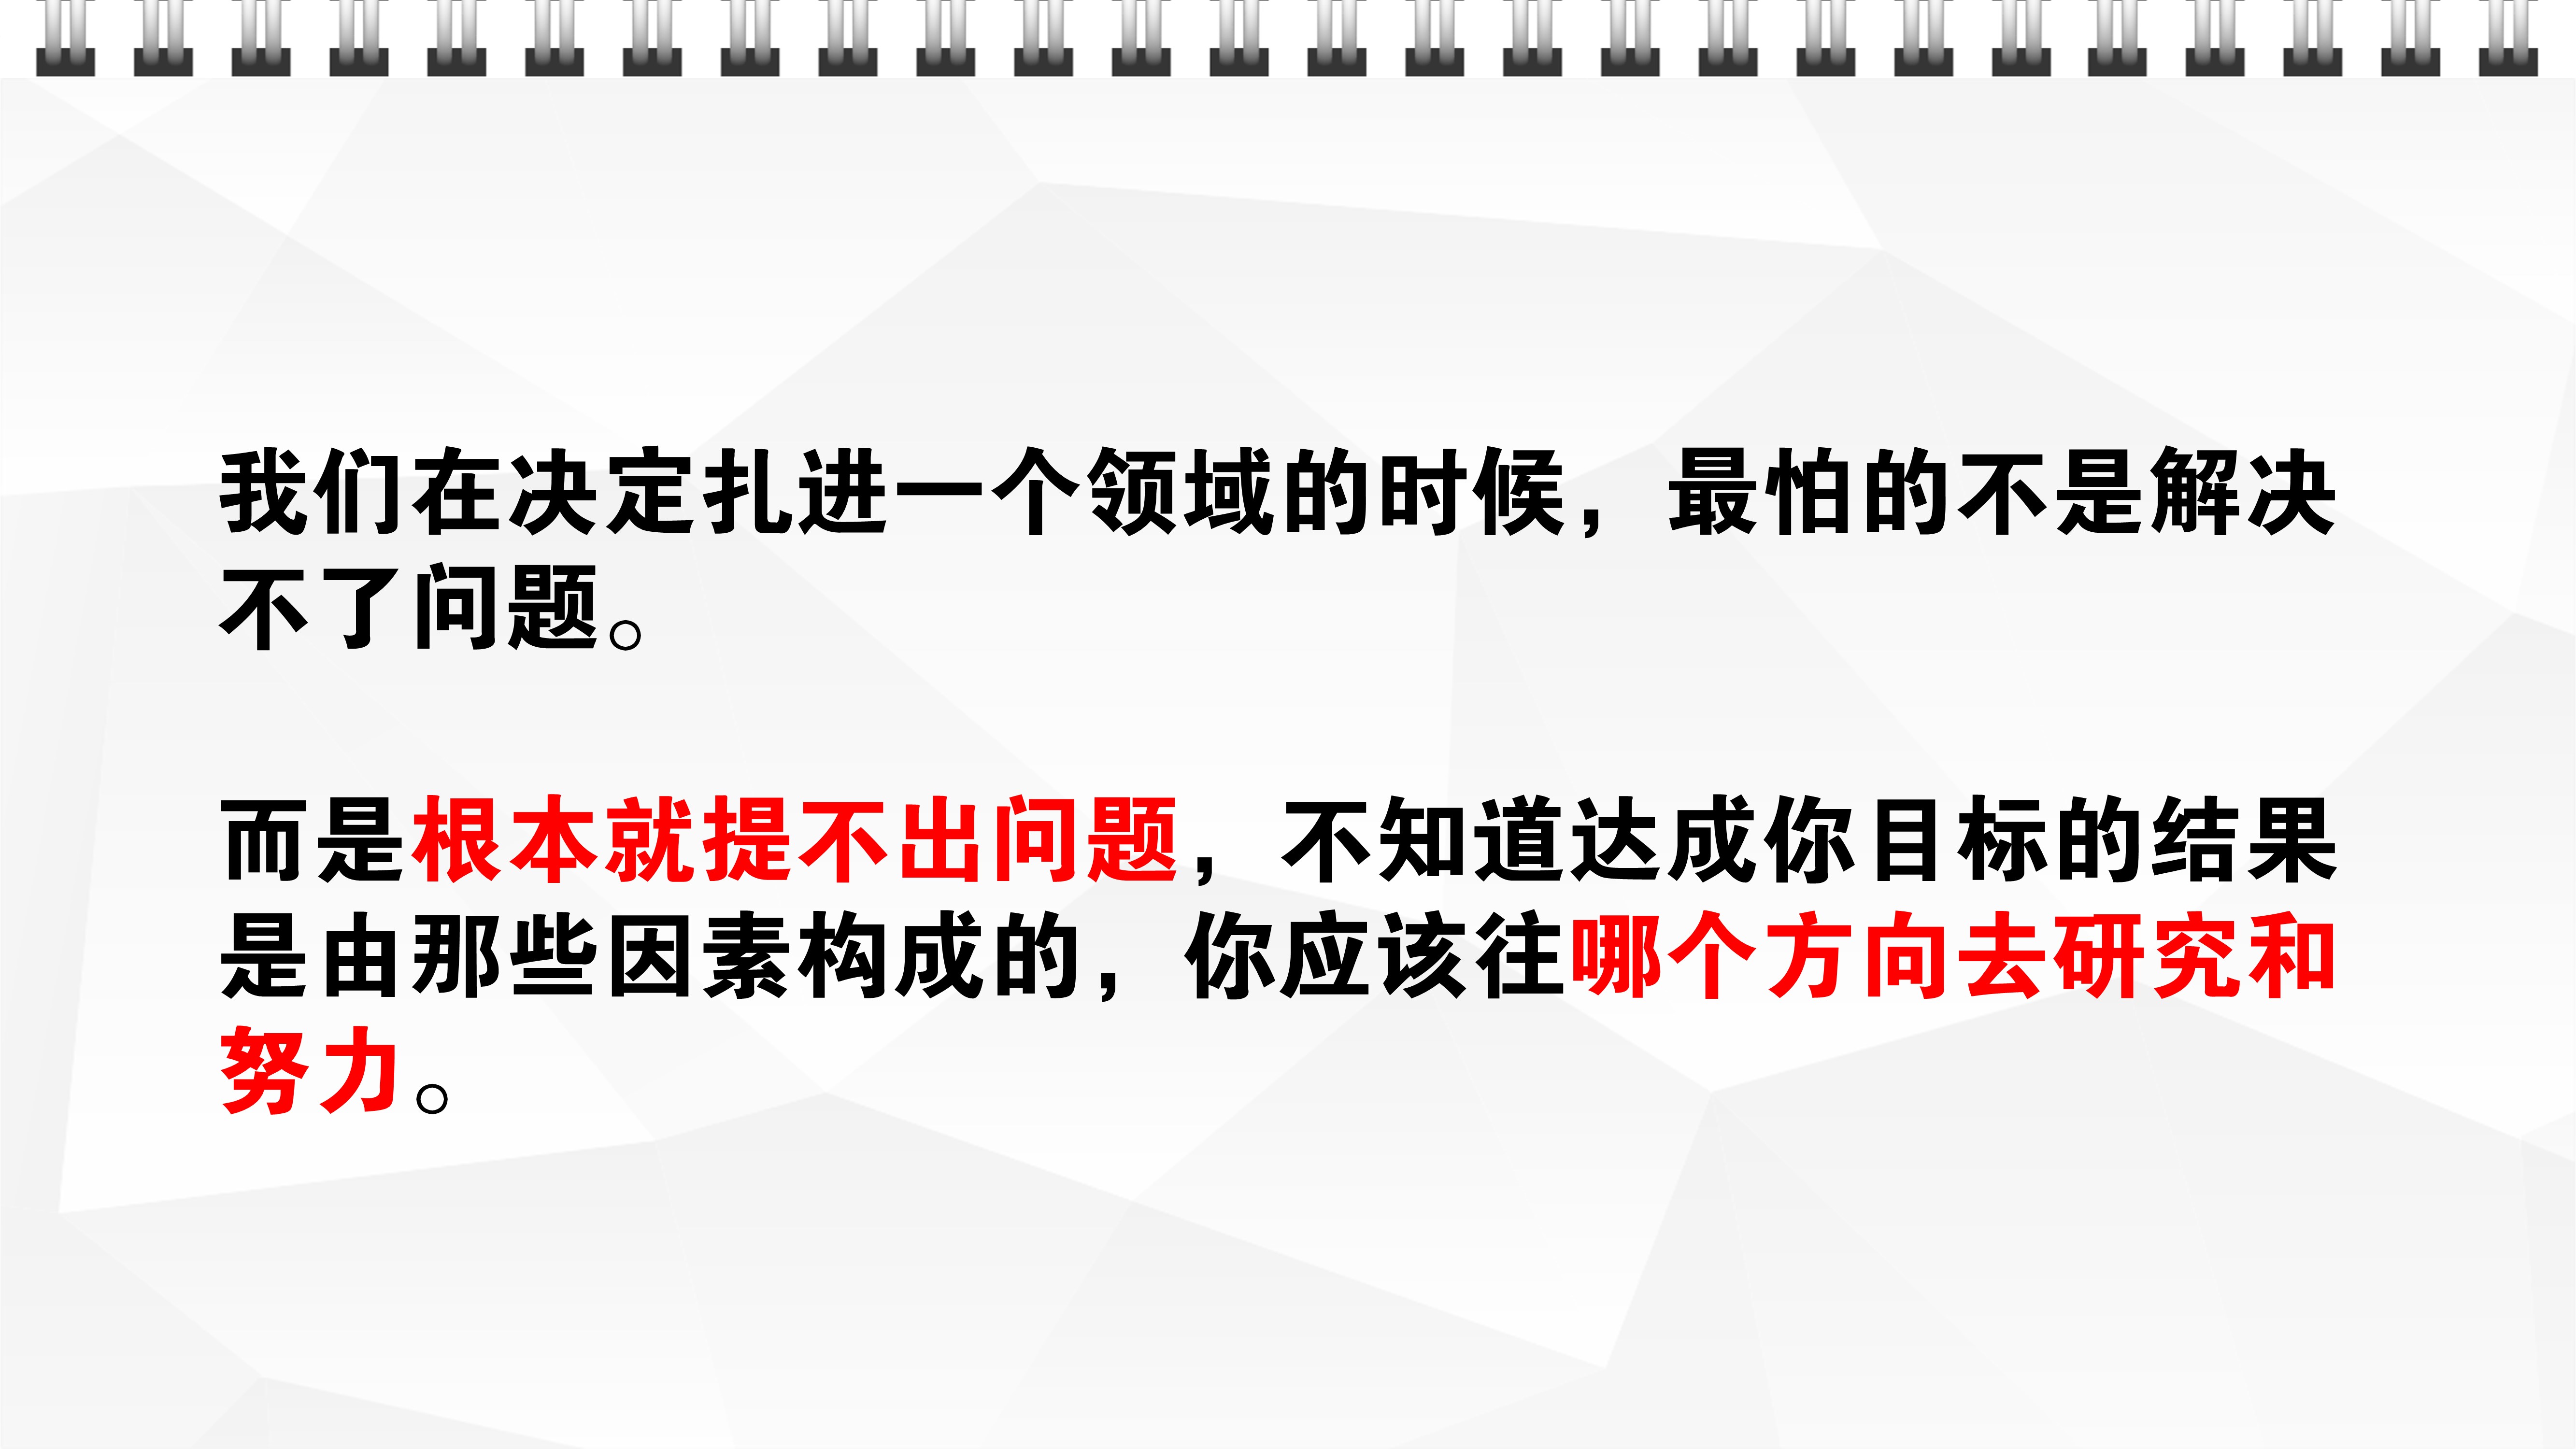 我们在决定扎进一个领域的时候，最怕的不是解决
不了问题。
而是根本就提不出问题，不知道达成你目标的结果
是由那些因素构成的，你应该往哪个方向去研究和
努力。